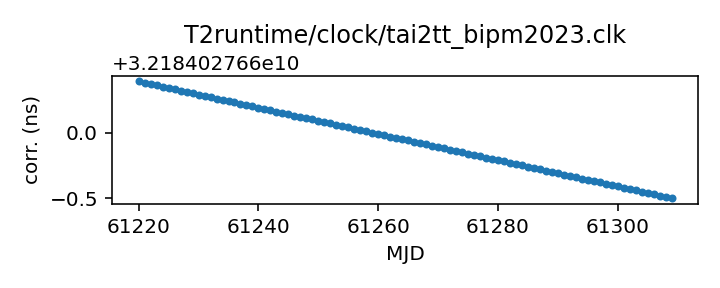 T2runtime/clock/tai2tt_bipm2023.clk
+3.218402766e10
corr. (ns)
0.0
−0.5
61220 61240 61260 61280 61300
MJD